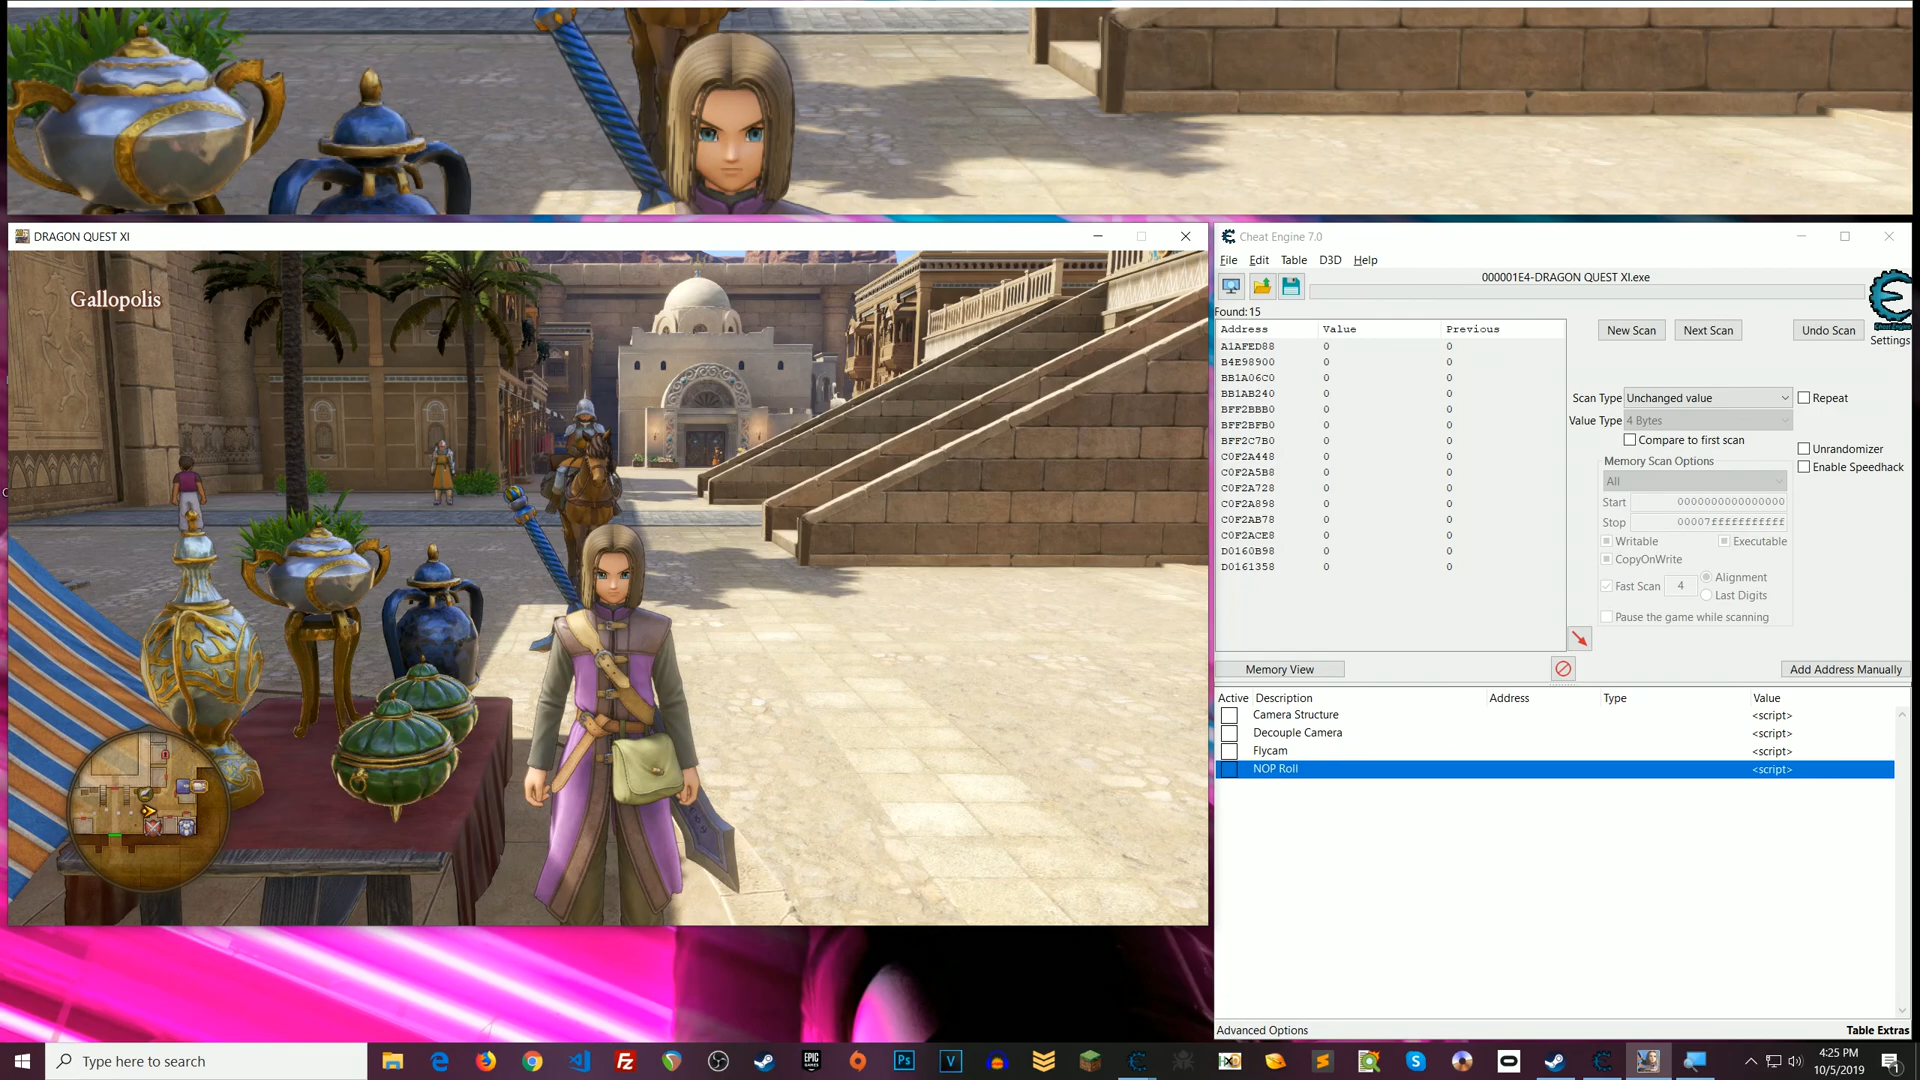 DRAGON QUEST XI
Gallopolis
Cheat Engine 7.0
File Edit Table D3D Help
000001E4-DRAGON QUEST XI.exe
Found:15
Address Value Previous
A1AFED88 0 0
B4E98900 0 0
BB1A06C0 0 0
BB1AB240 0 0
BFF2BBB0 0 0
BFF2BFB0 0 0
BFF2C7B0 0 0
C0F2A448 0 0
C0F2A5B8 0 0
C0F2A728 0 0
C0F2A898 0 0
C0F2AB78 0 0
C0F2ACE8 0 0
D0160B98 0 0
D0161358 0 0
New Scan Next Scan Undo Scan
Settings
Scan Type Unchanged value Repeat
Value Type 4 Bytes
Compare to first scan
Unrandomizer
Enable Speedhack
Memory Scan Options
All
Start 0000000000000000
Stop 00007fffffffffff
Writable Executable
CopyOnWrite
Fast Scan 4 Alignment
Last Digits
Pause the game while scanning
Memory View Add Address Manually
Active Description Address Type Value
Camera Structure <script>
Decouple Camera <script>
Flycam <script>
NOP Roll <script>
Advanced Options Table Extras
Type here to search
4:25 PM
10/5/2019